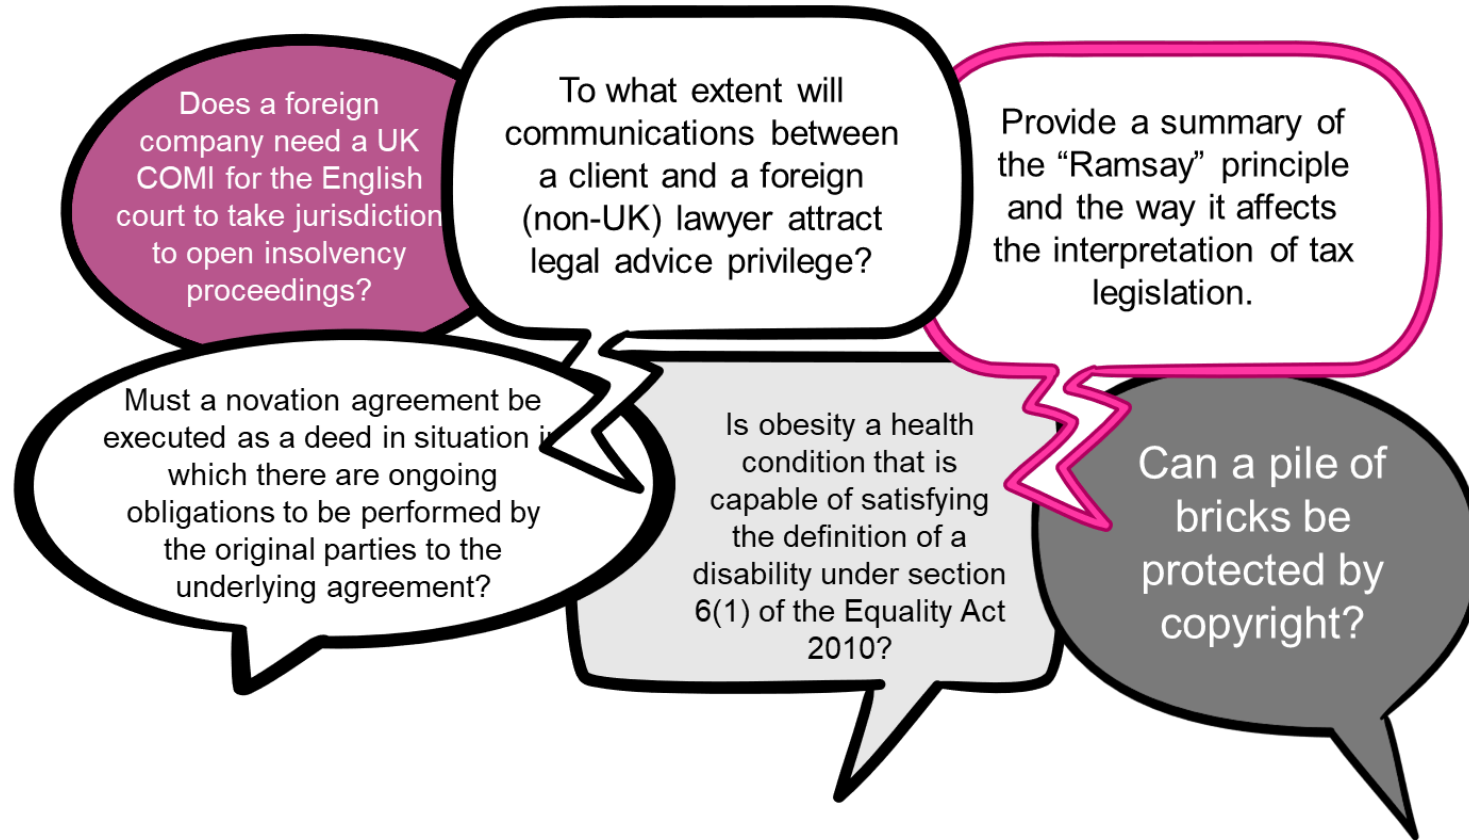 Does a foreign
company need a UK
COMI for the English
court to take jurisdiction
to open insolvency
proceedings?
To what extent will
communications between
a client and a foreign
(non-UK) lawyer attract
legal advice privilege?
Provide a summary of
the “Ramsay” principle
and the way it affects
the interpretation of tax
legislation.
Must a novation agreement be
executed as a deed in situation
which there are ongoing
obligations to be performed by
the original parties to the
underlying agreement?
Is obesity a health
condition that is
capable of satisfying
the definition of a
disability under section
6(1) of the Equality Act
2010?
Can a pile of
bricks be
protected by
copyright?